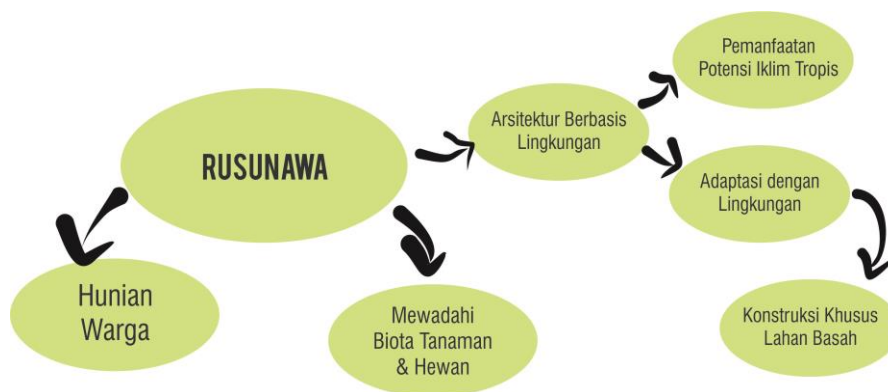 RUSUNAWA
Hunian
Warga
Mewadahi
Biota Tanaman
& Hewan
Arsitektur Berbasis
Lingkungan
Pemanfaatan
Potensi Iklim Tropis
Adaptasi dengan
Lingkungan
Konstruksi Khusus
Lahan Basah